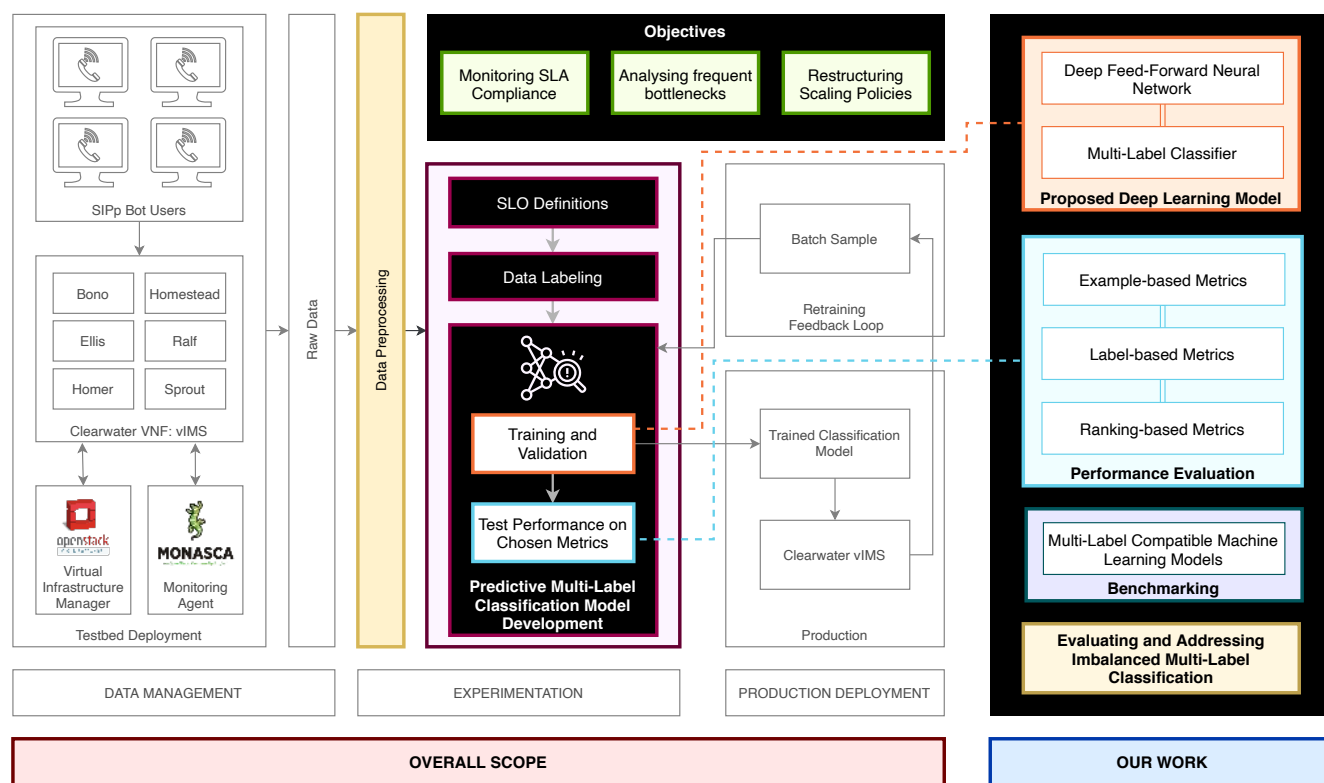 Objectives
Monitoring SLA
Compliance
Analysing frequent
bottlenecks
Restructuring
Scaling Policies
SIPp Bot Users
Bono
Homestead
Ellis
Ralf
Homer
Sprout
Clearwater VNF: vIMS
openstack
Virtual
Infrastructure
Manager
MONASCA
Monitoring
Agent
Testbed Deployment
Raw Data
Data Preprocessing
SLO Definitions
Data Labeling
Training and
Validation
Test Performance on
Chosen Metrics
Predictive Multi-Label
Classification Model
Development
Batch Sample
Retraining
Feedback Loop
Trained Classification
Model
Clearwater vIMS
Production
DATA MANAGEMENT
EXPERIMENTATION
PRODUCTION DEPLOYMENT
OVERALL SCOPE
Deep Feed-Forward Neural
Network
Multi-Label Classifier
Proposed Deep Learning Model
Example-based Metrics
Label-based Metrics
Ranking-based Metrics
Performance Evaluation
Multi-Label Compatible Machine
Learning Models
Benchmarking
Evaluating and Addressing
Imbalanced Multi-Label
Classification
OUR WORK